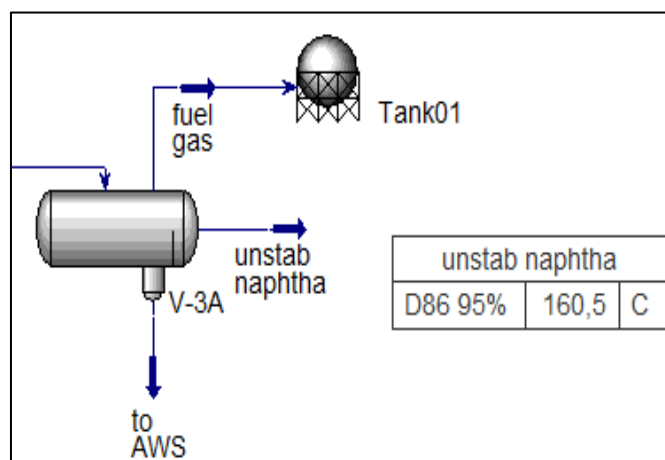 fuel
gas
Tank01
unstab
naphtha
V-3A
to
AWS
unstab naphtha
D86 95% 160,5 C